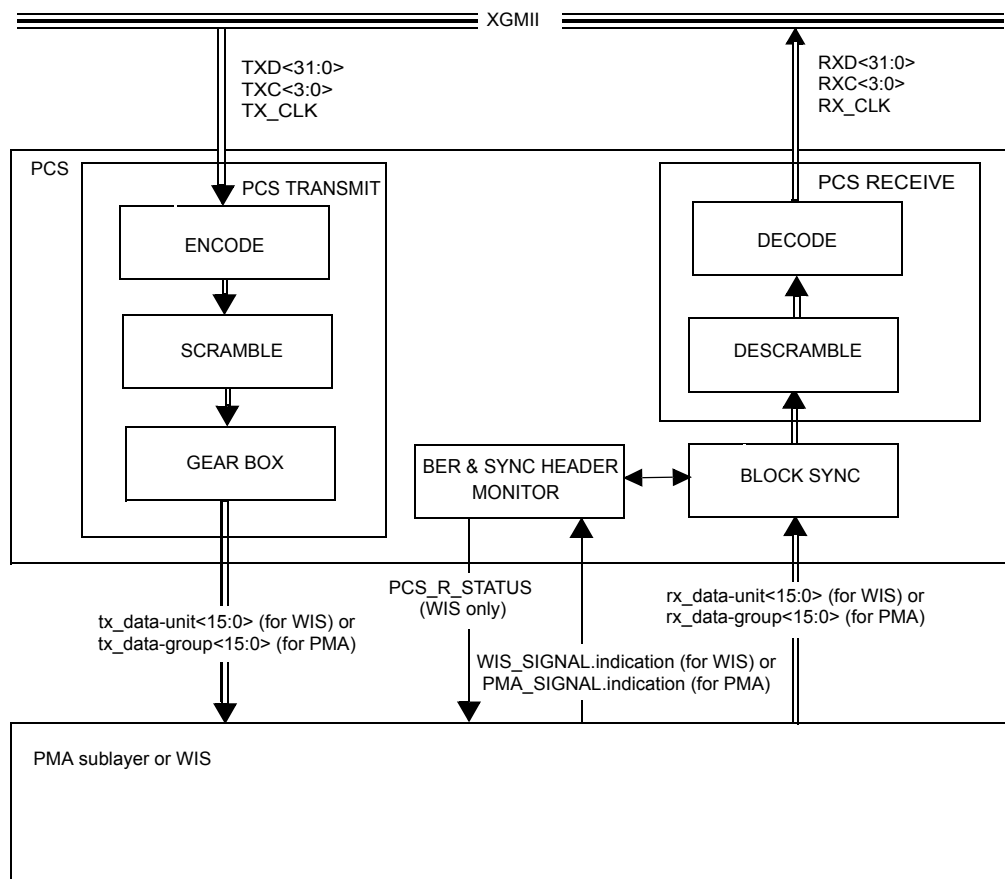 XGMII
TXD<31:0>
TXC<3:0>
TX_CLK
RXD<31:0>
RXC<3:0>
RX_CLK
PCS
PCS TRANSMIT
PCS RECEIVE
ENCODE
DECODE
SCRAMBLE
DESCRAMBLE
GEAR BOX
BER & SYNC HEADER
MONITOR
BLOCK SYNC
PCS_R_STATUS
(WIS only)
tx_data-unit<15:0> (for WIS) or
tx_data-group<15:0> (for PMA)
rx_data-unit<15:0> (for WIS) or
rx_data-group<15:0> (for PMA)
WIS_SIGNAL.indication (for WIS) or
PMA_SIGNAL.indication (for PMA)
PMA sublayer or WIS